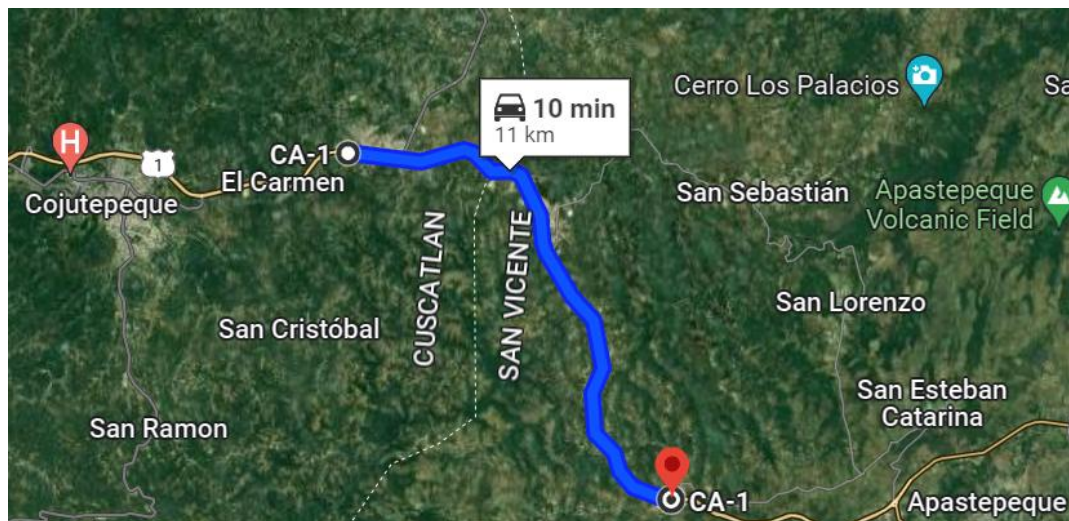 Cerro Los Palacios
Sa
10 min
11 km
H
CA-1
1
El Carmen
Cojutepeque
San Sebastián
Apastepeque
Volcanic Field
CUSCATLAN
SAN VICENTE
San Cristóbal
San Lorenzo
San Esteban
Catarina
San Ramon
CA-1
Apastepeque